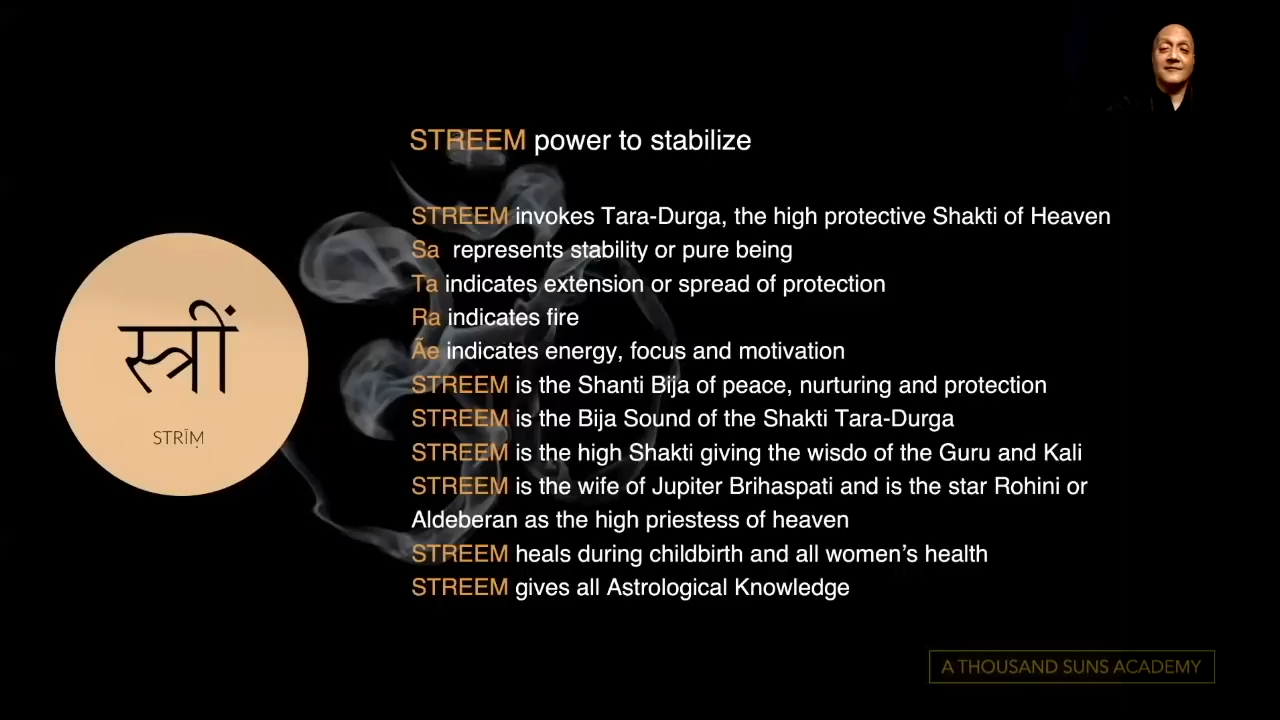 STREEM power to stabilize
STREEM invokes Tara-Durga, the high protective Shakti of Heaven
Sa represents stability or pure being
Ta indicates extension or spread of protection
Ra indicates fire
Ãe indicates energy, focus and motivation
STREEM is the Shanti Bija of peace, nurturing and protection
STREEM is the Bija Sound of the Shakti Tara-Durga
STREEM is the high Shakti giving the wisdo of the Guru and Kali
STREEM is the wife of Jupiter Brihaspati and is the star Rohini or
Aldeberan as the high priestess of heaven
STREEM heals during childbirth and all women’s health
STREEM gives all Astrological Knowledge
स्त्रीं
STRĪṂ
A THOUSAND SUNS ACADEMY